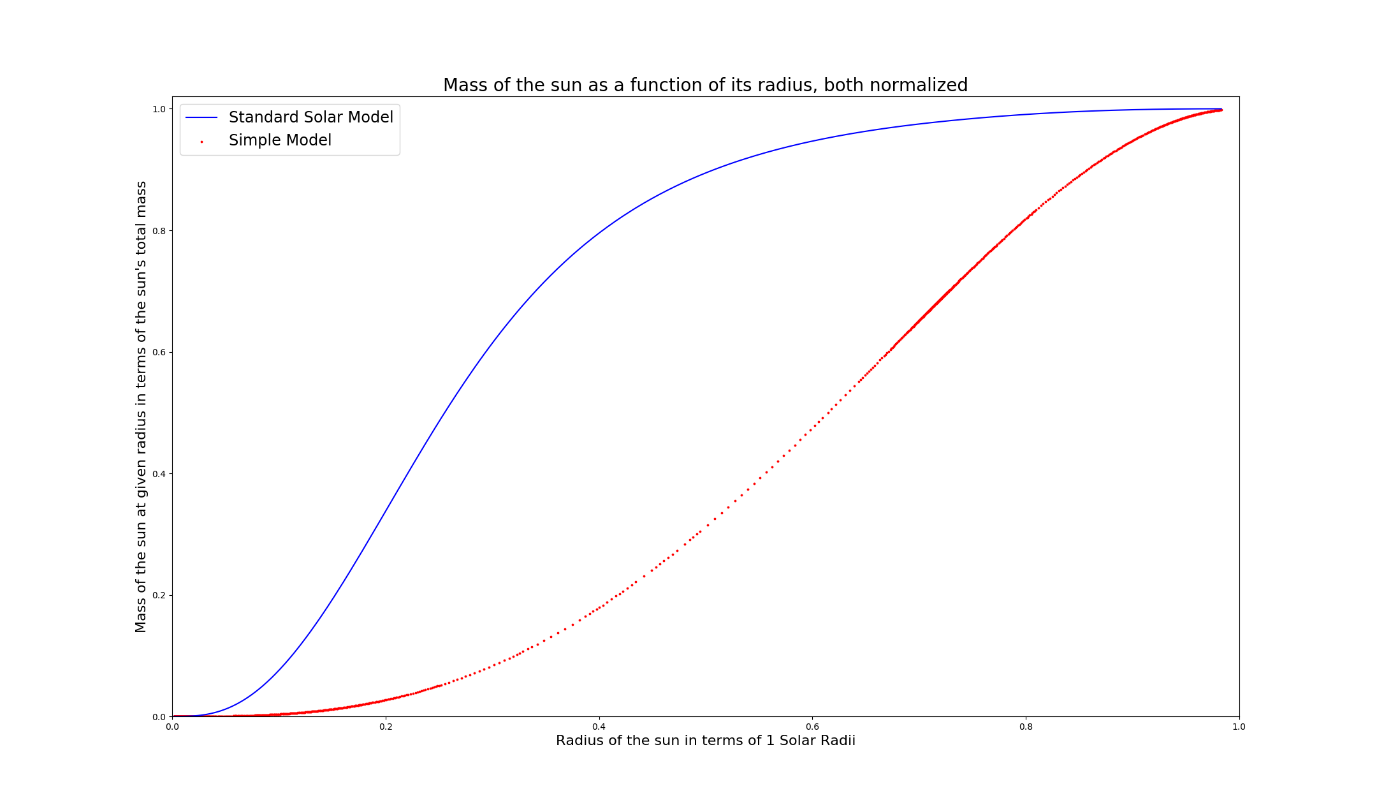 Mass of the sun as a function of its radius, both normalized
Standard Solar Model
Simple Model
Mass of the sun at given radius in terms of the sun's total mass
1.0
0.8
0.6
0.4
0.2
0.0
0.0 0.2 0.4 0.6 0.8 1.0
Radius of the sun in terms of 1 Solar Radii